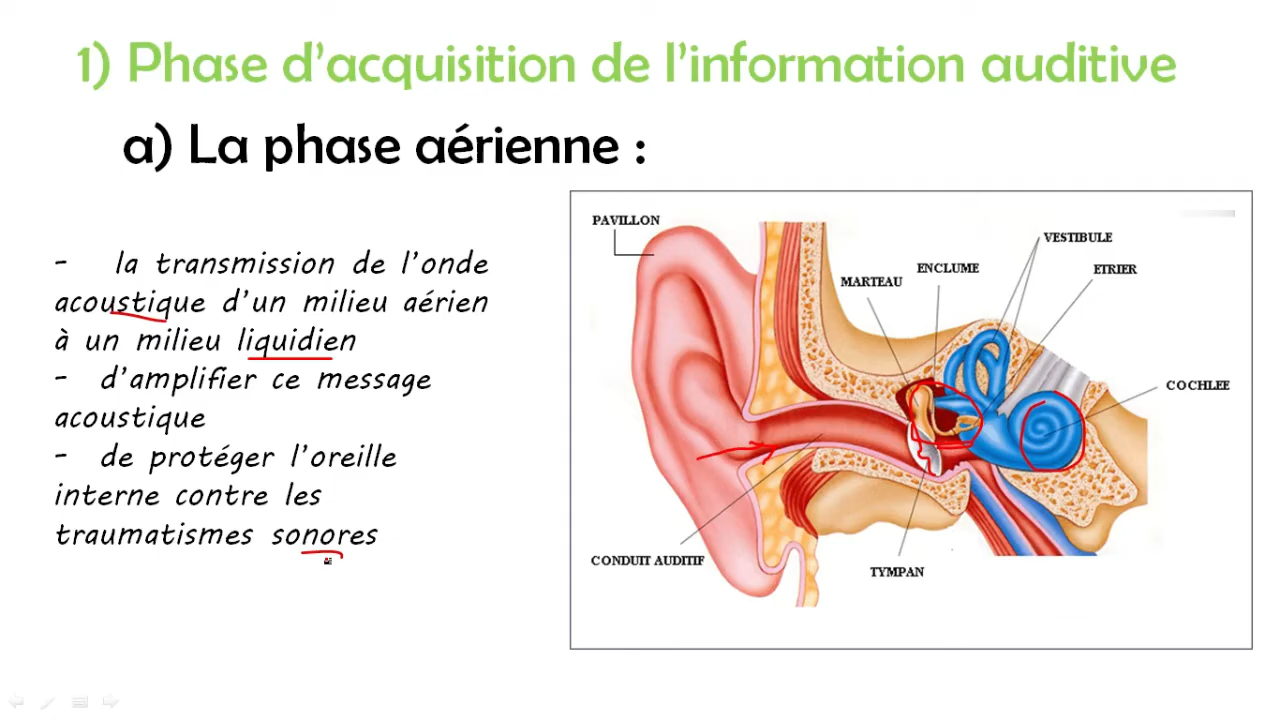 1) Phase d'acquisition de l'information auditive
a) La phase aérienne :
- la transmission de l'onde
acoustique d'un milieu aérien
à un milieu liquidien
- d'amplifier ce message
acoustique
- de protéger l'oreille
interne contre les
traumatismes sonores
PAVILLON
MARTEAU
ENCLUME
VESTIBULE
ETRIER
COCHLEE
CONDUIT AUDITIF
TYMPAN